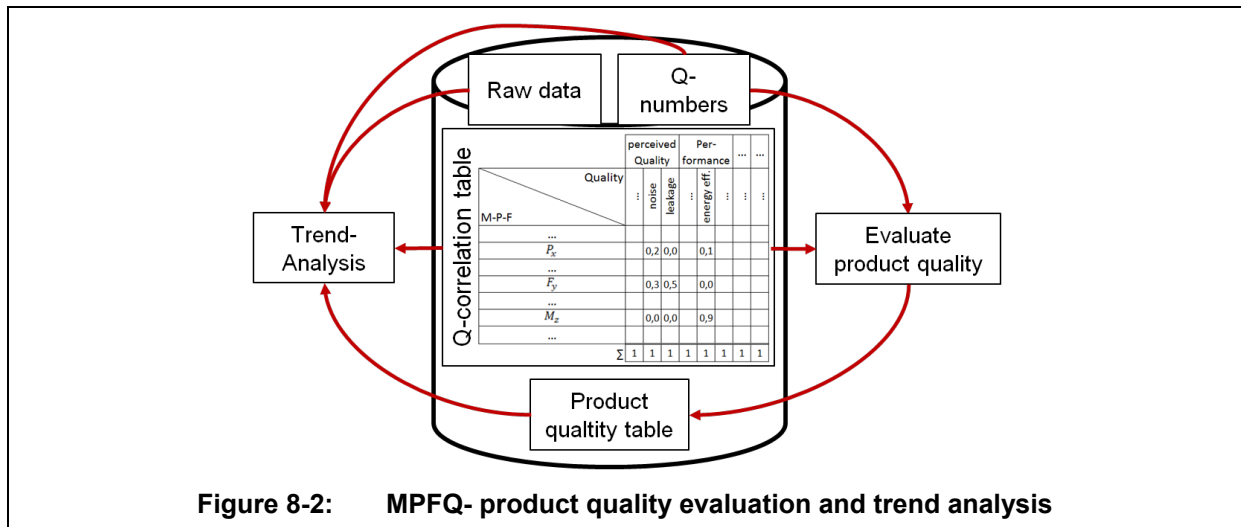 Raw data
Q-
numbers
Q-correlation table
perceived
Quality
Per-
formance
...
...
Quality
M-P-F
...
noise
leakage
...
energy eff.
...
...
...
...
P_x 0,2 0,0 0,1
...
F_y 0,3 0,5 0,0
...
M_z 0,0 0,0 0,9
...
Σ 1 1 1 1 1 1 1 1
Trend-
Analysis
Evaluate
product quality
Product
qualtity table
Figure 8-2: MPFQ- product quality evaluation and trend analysis